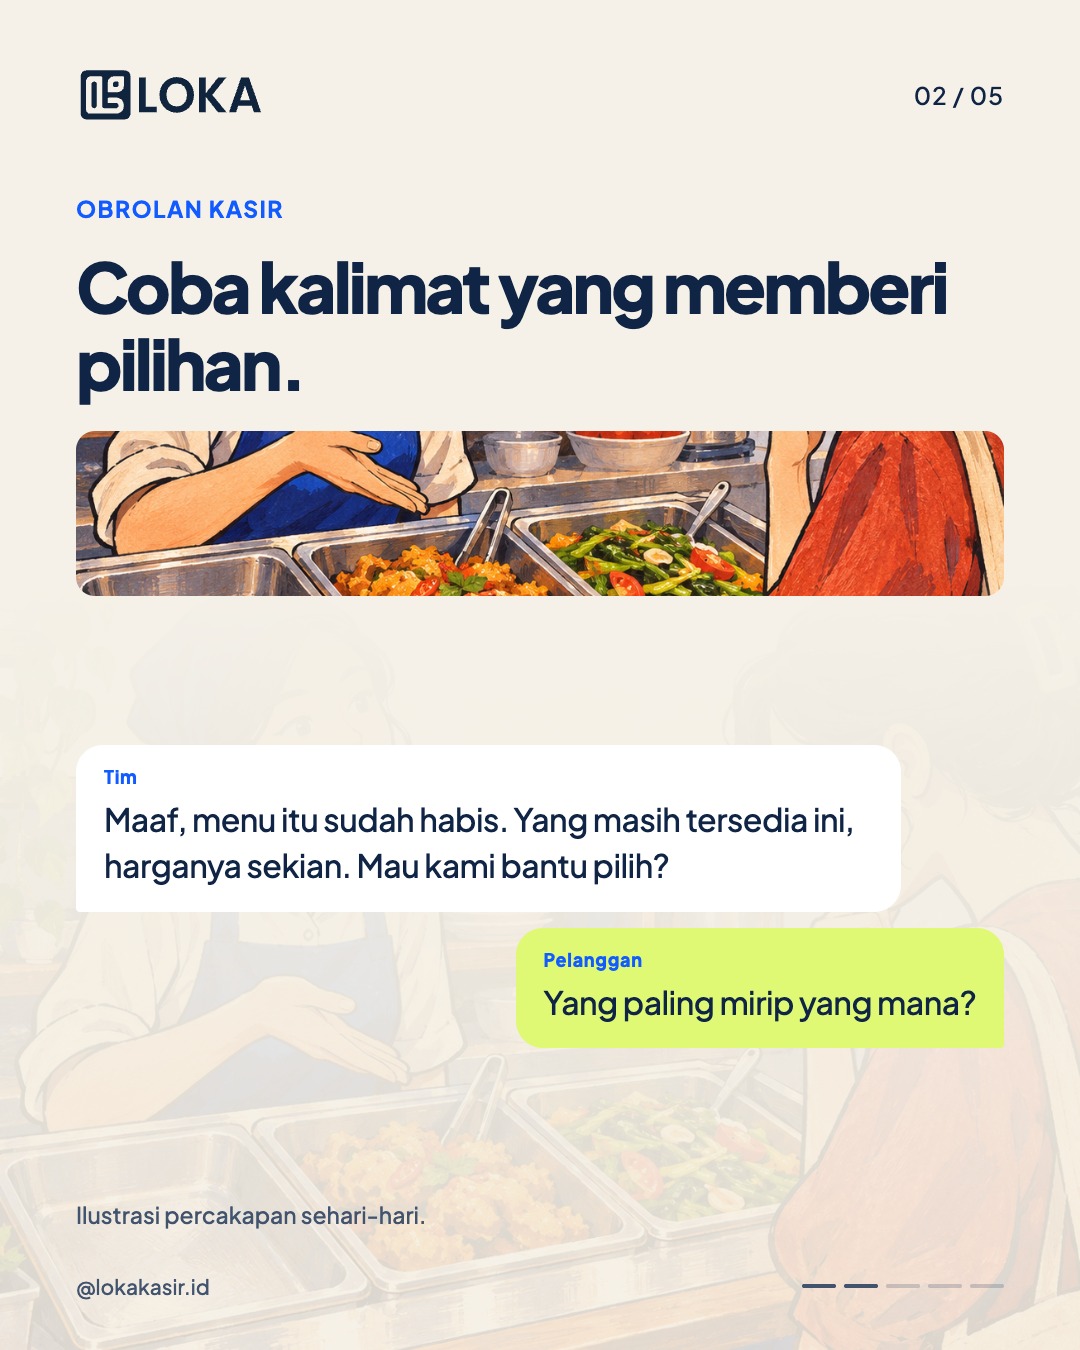 LOKA
02 / 05
OBROLAN KASIR
Coba kalimat yang memberi
pilihan.
Tim
Maaf, menu itu sudah habis. Yang masih tersedia ini,
harganya sekian. Mau kami bantu pilih?
Pelanggan
Yang paling mirip yang mana?
Ilustrasi percakapan sehari-hari.
@lokakasir.id